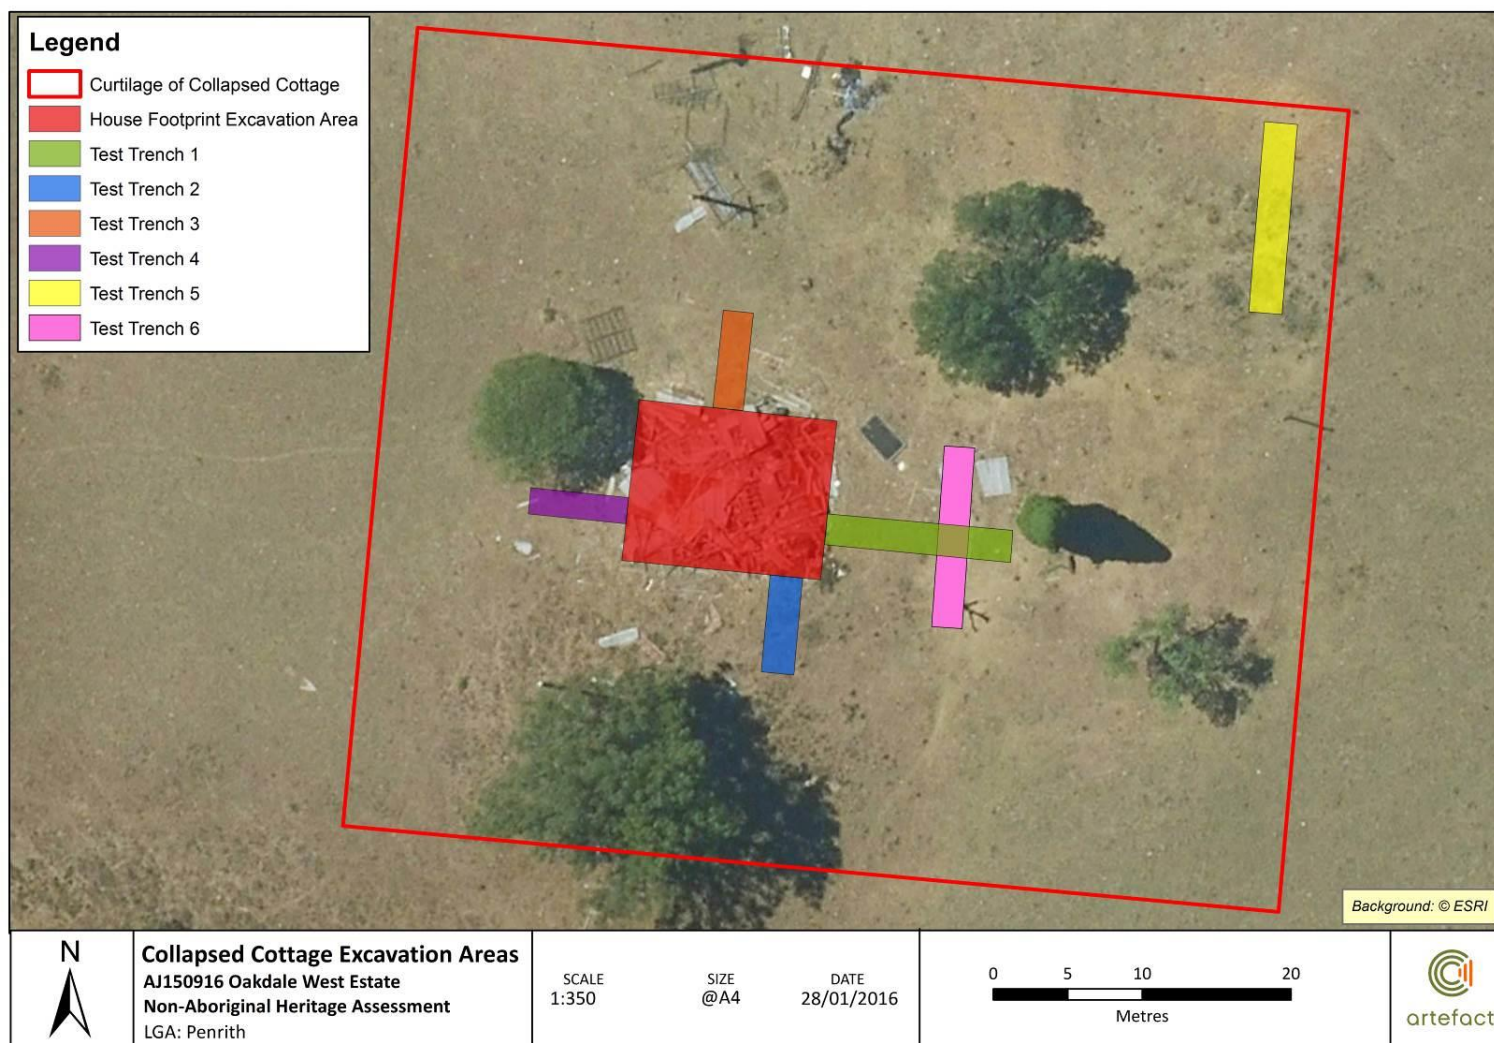 Legend
Curtilage of Collapsed Cottage
House Footprint Excavation Area
Test Trench 1
Test Trench 2
Test Trench 3
Test Trench 4
Test Trench 5
Test Trench 6
Background: © ESRI
N
Collapsed Cottage Excavation Areas
AJ150916 Oakdale West Estate
Non-Aboriginal Heritage Assessment
LGA: Penrith
SCALE
1:350
SIZE
@A4
DATE
28/01/2016
0 5 10 20
Metres
artefact